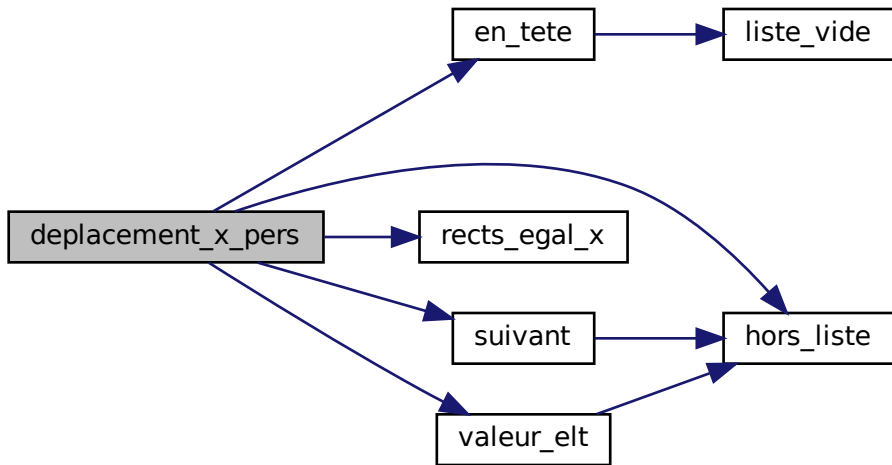 en_tete
liste_vide
deplacement_x_pers
rects_egal_x
suivant
hors_liste
valeur_elt